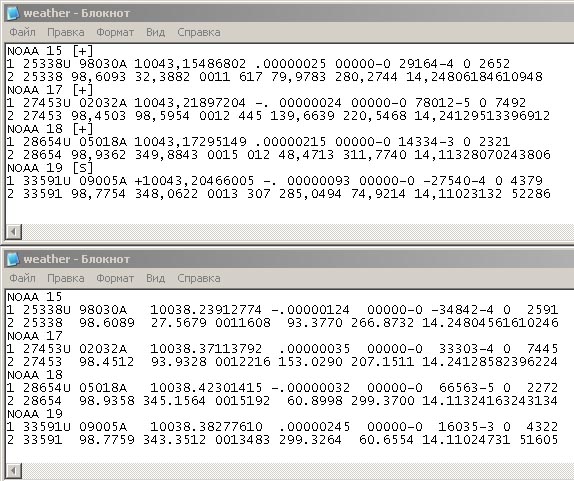 weather - Блокнот
Файл Правка Формат Вид Справка
NOAA 15 [+]
1 25338U 98030A 10043,15486802 .00000025 00000-0 29164-4 0 2652
2 25338 98,6093 32,3882 0011 617 79,9783 280,2744 14,24806184610948
NOAA 17 [+]
1 27453U 02032A 10043,21897204 -. 00000024 00000-0 78012-5 0 7492
2 27453 98,4503 98,5954 0012 445 139,6639 220,5468 14,24129513396912
NOAA 18 [+]
1 28654U 05018A 10043,17295149 .00000215 00000-0 14334-3 0 2321
2 28654 98,9362 349,8843 0015 012 48,4713 311,7740 14,11328070243806
NOAA 19 [S]
1 33591U 09005A +10043,20466005 -. 00000093 00000-0 -27540-4 0 4379
2 33591 98,7754 348,0622 0013 307 285,0494 74,9214 14,11023132 52286
weather - Блокнот
Файл Правка Формат Вид Справка
NOAA 15
1 25338U 98030A   10038.23912774 -.00000124  00000-0 -34842-4 0  2591
2 25338  98.6089  27.5679 0011608  93.3770 266.8732 14.24804561610246
NOAA 17
1 27453U 02032A   10038.37113792  .00000035  00000-0  33303-4 0  7445
2 27453  98.4512  93.9328 0012216 153.0290 207.1511 14.24128582396224
NOAA 18
1 28654U 05018A   10038.42301415 -.00000032  00000-0  66563-5 0  2272
2 28654  98.9358 345.1564 0015192  60.8998 299.3700 14.11324163243134
NOAA 19
1 33591U 09005A   10038.38277610  .00000245  00000-0  16035-3 0  4322
2 33591  98.7759 343.3512 0013483 299.3264  60.6554 14.11024731 51605